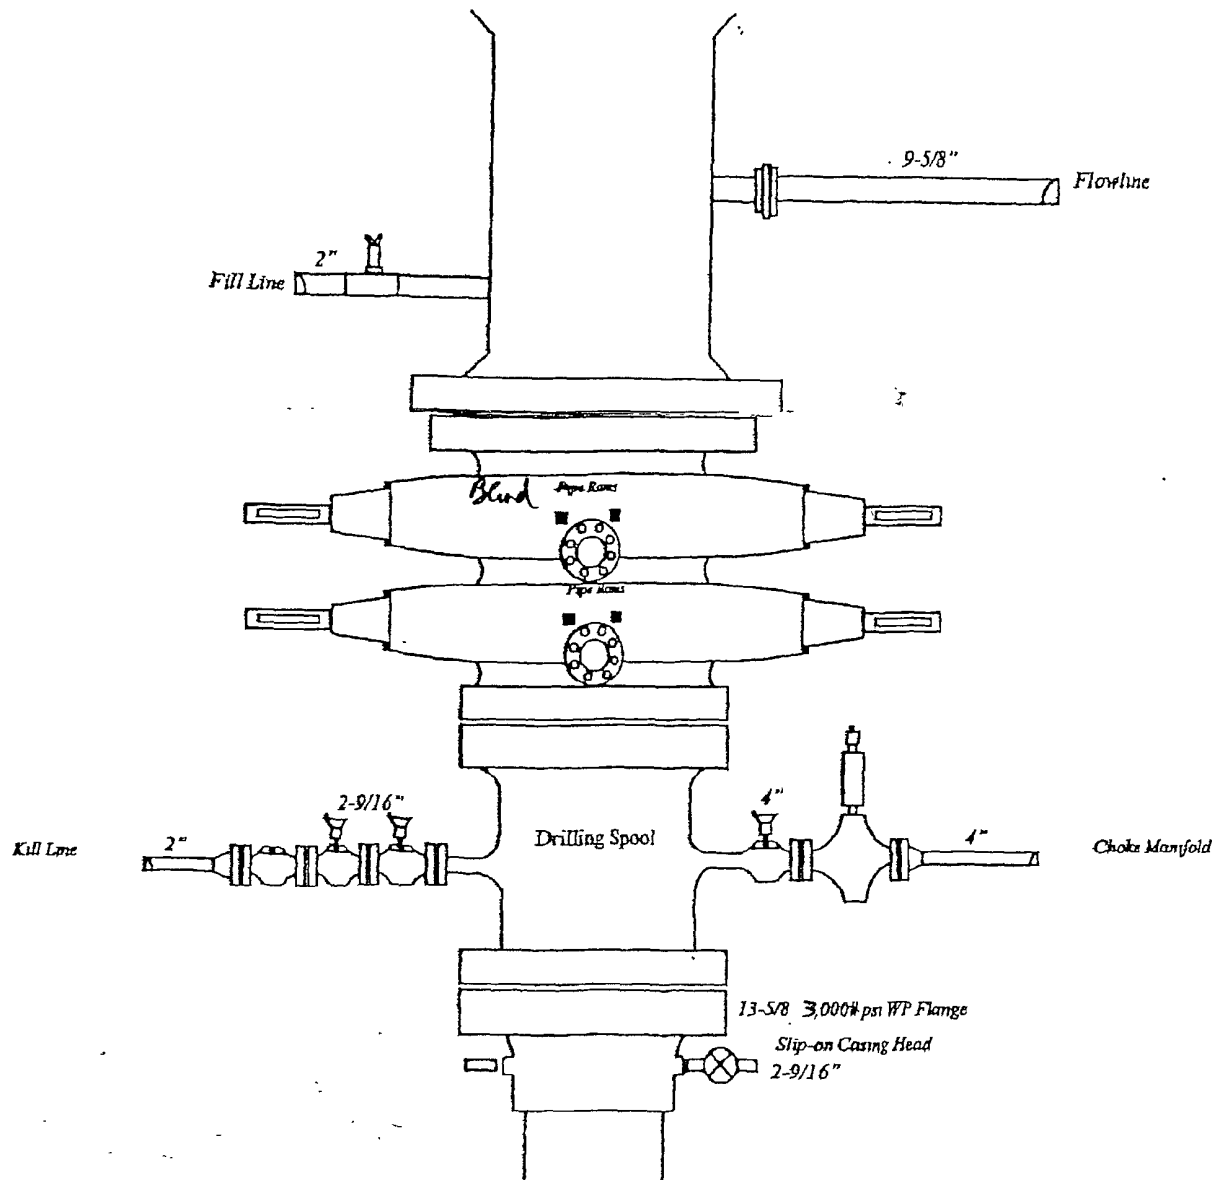 9-5/8"
Flowline
2"
Fill Line
Blind Pipe Rams
Pipe Rams
2-9/16"
4"
Kill Line
2"
Drilling Spool
4"
Choke Manifold
13-5/8 3,000# psi WP Flange
Slip-on Casing Head
2-9/16"